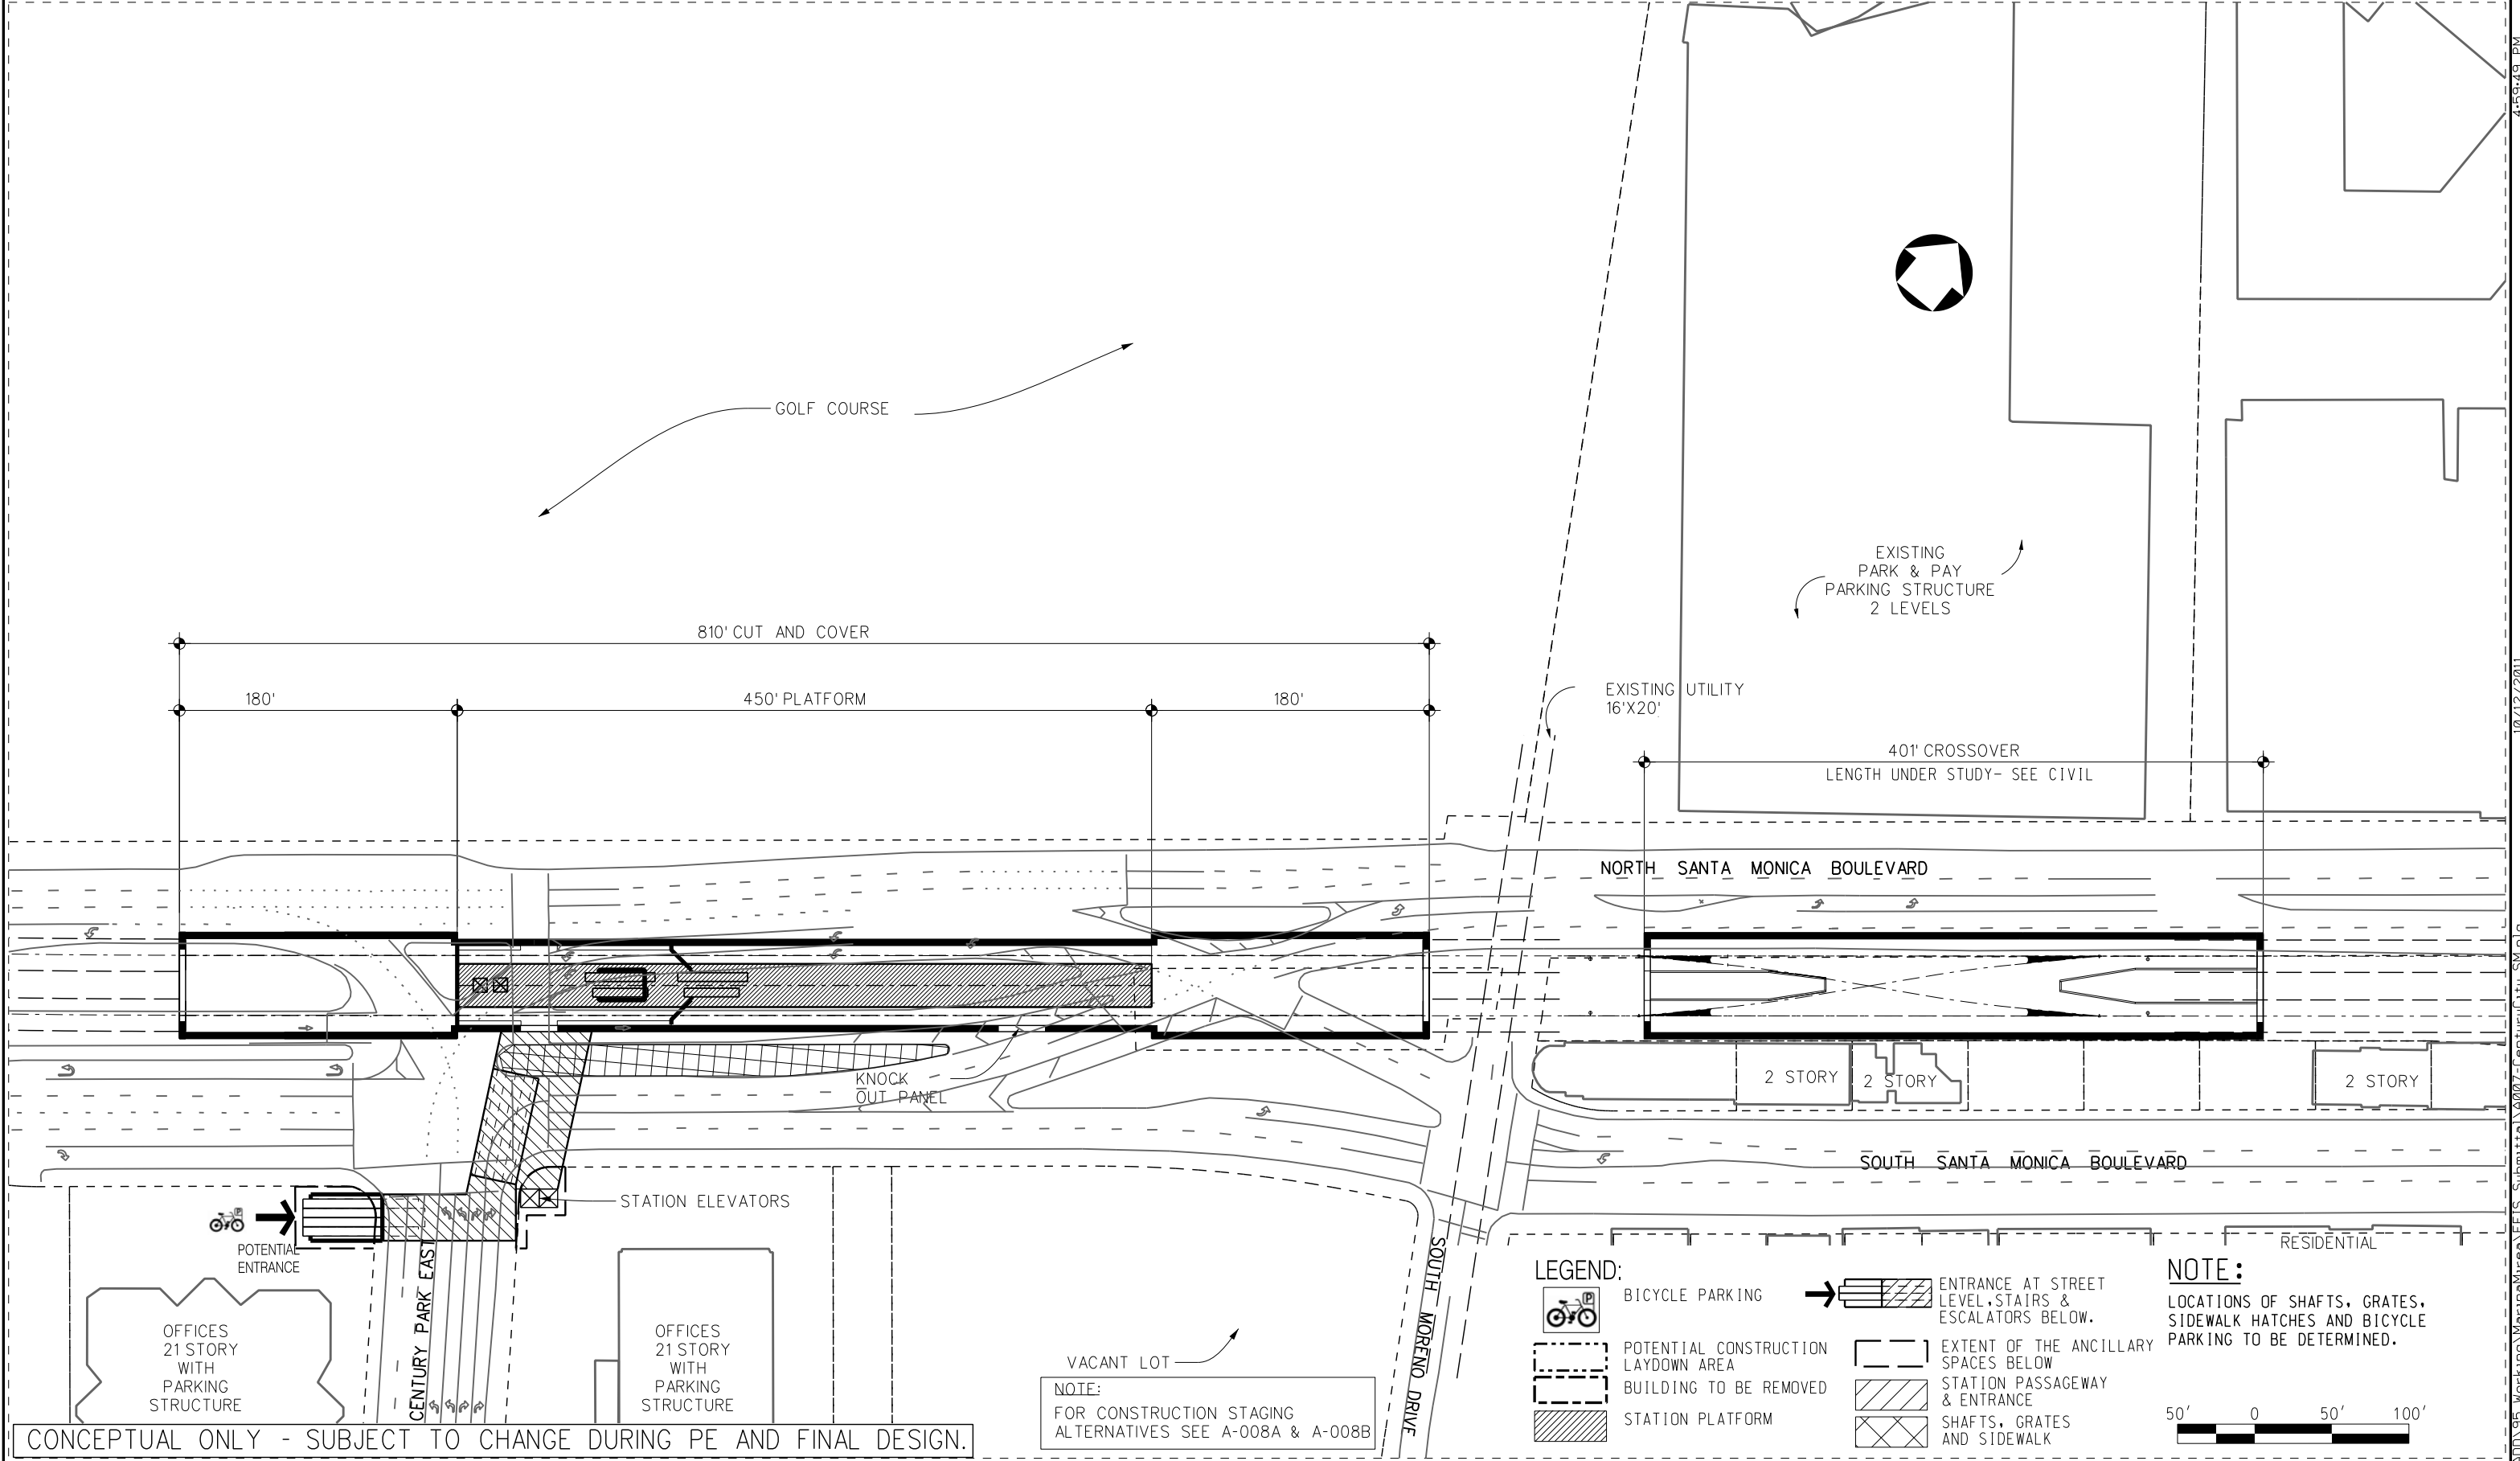 4:59:49 PM
10/12/2011
GOLF COURSE
EXISTING
PARK & PAY
PARKING STRUCTURE
2 LEVELS
810' CUT AND COVER
180'
450' PLATFORM
180'
EXISTING UTILITY
16'X20'
401' CROSSOVER
LENGTH UNDER STUDY- SEE CIVIL
NORTH SANTA MONICA BOULEVARD
KNOCK
OUT PANEL
2 STORY
2 STORY
2 STORY
SOUTH SANTA MONICA BOULEVARD
STATION ELEVATORS
P
POTENTIAL
ENTRANCE
CENTURY PARK EAST
SOUTH MORENO DRIVE
RESIDENTIAL
OFFICES
21 STORY
WITH
PARKING
STRUCTURE
OFFICES
21 STORY
WITH
PARKING
STRUCTURE
VACANT LOT
NOTE:
FOR CONSTRUCTION STAGING
ALTERNATIVES SEE A-008A & A-008B
CONCEPTUAL ONLY - SUBJECT TO CHANGE DURING PE AND FINAL DESIGN.
LEGEND:
P
BICYCLE PARKING
POTENTIAL CONSTRUCTION
LAYDOWN AREA
BUILDING TO BE REMOVED
STATION PLATFORM
ENTRANCE AT STREET
LEVEL,STAIRS &
ESCALATORS BELOW.
EXTENT OF THE ANCILLARY
SPACES BELOW
STATION PASSAGEWAY
& ENTRANCE
SHAFTS, GRATES
AND SIDEWALK
NOTE:
LOCATIONS OF SHAFTS, GRATES,
SIDEWALK HATCHES AND BICYCLE
PARKING TO BE DETERMINED.
50' 0 50' 100'